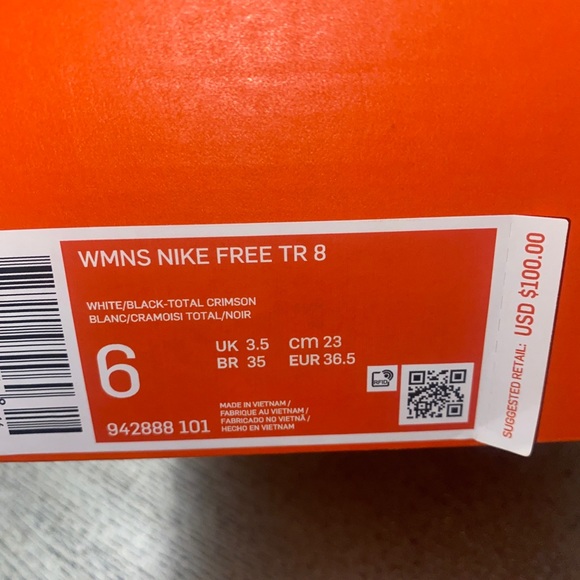 WMNS NIKE FREE TR 8
WHITE/BLACK-TOTAL CRIMSON
BLANC/CRAMOISI TOTAL/NOIR
6
UK 3.5 cm 23
BR 35 EUR 36.5
RFID
942888 101
MADE IN VIETNAM /
FABRIQUE AU VIETNAM /
FABRICADO NO VIETNÃ /
HECHO EN VIETNAM
SUGGESTED RETAIL: USD $100.00